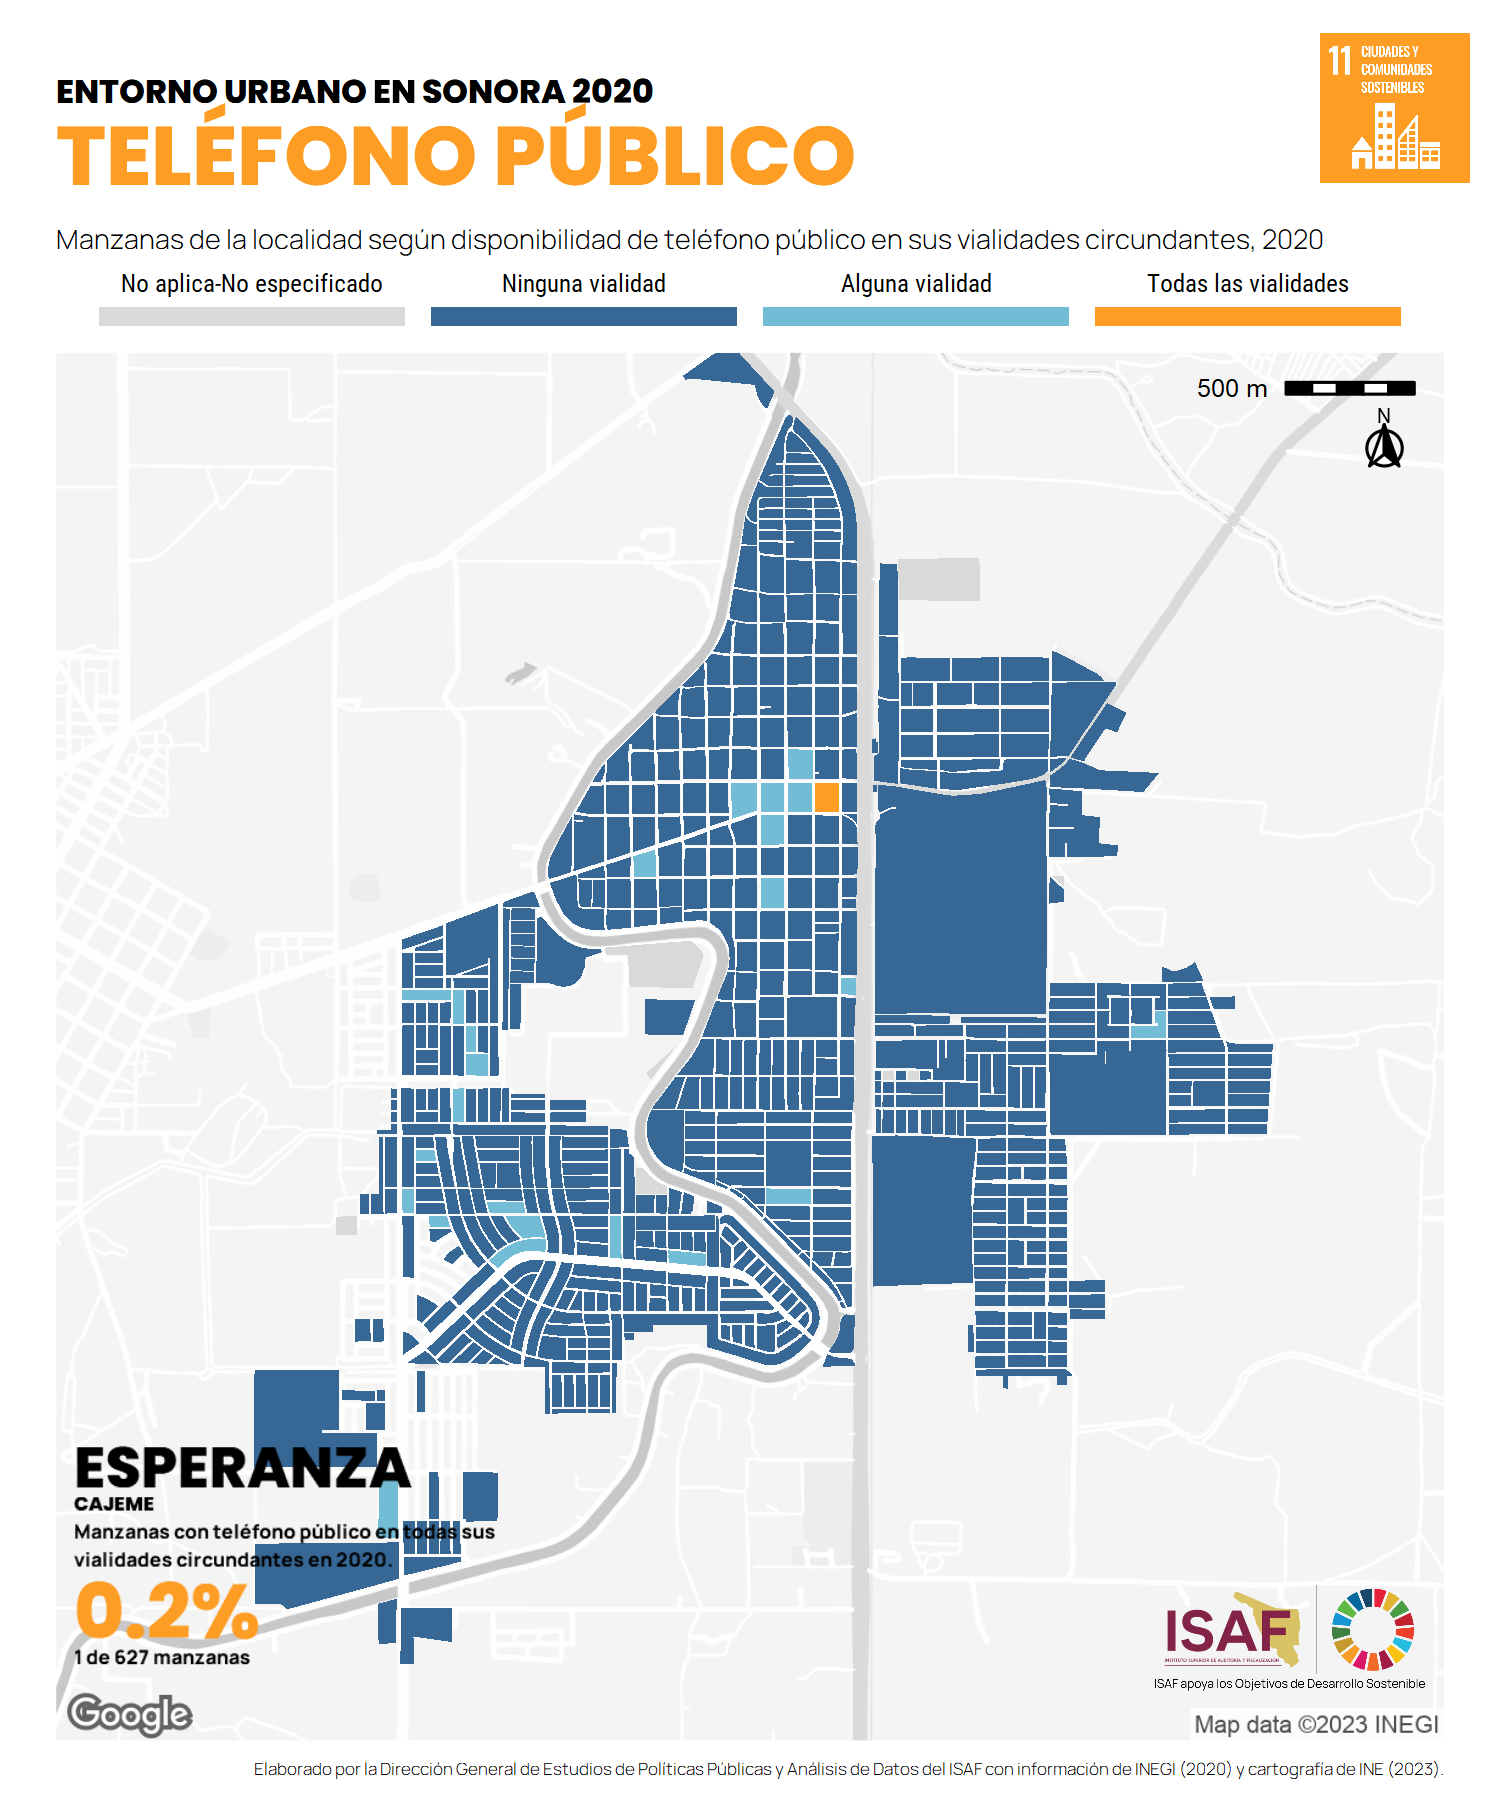 ENTORNO URBANO EN SONORA 2020
TELÉFONO PÚBLICO
11 CIUDADES Y
COMUNIDADES
SOSTENIBLES
Manzanas de la localidad según disponibilidad de teléfono público en sus vialidades circundantes, 2020
No aplica-No especificado Ninguna vialidad Alguna vialidad Todas las vialidades
500 m
N
ESPERANZA
CAJEME
Manzanas con teléfono público en todas sus
vialidades circundantes en 2020.
0.2%
1 de 627 manzanas
Google
ISAF
INSTITUTO SUPERIOR DE AUDITORÍA Y FISCALIZACIÓN
ISAF apoya los Objetivos de Desarrollo Sostenible
Map data ©2023 INEGI
Elaborado por la Dirección General de Estudios de Políticas Públicas y Análisis de Datos del ISAF con información de INEGI (2020) y cartografía de INE (2023).